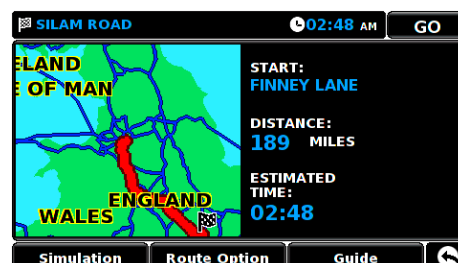 SILAM ROAD
02:48 AM
GO
ELAND
E OF MAN
ENGLAND
WALES
START:
FINNEY LANE
DISTANCE:
189 MILES
ESTIMATED
TIME:
02:48
Simulation
Route Option
Guide